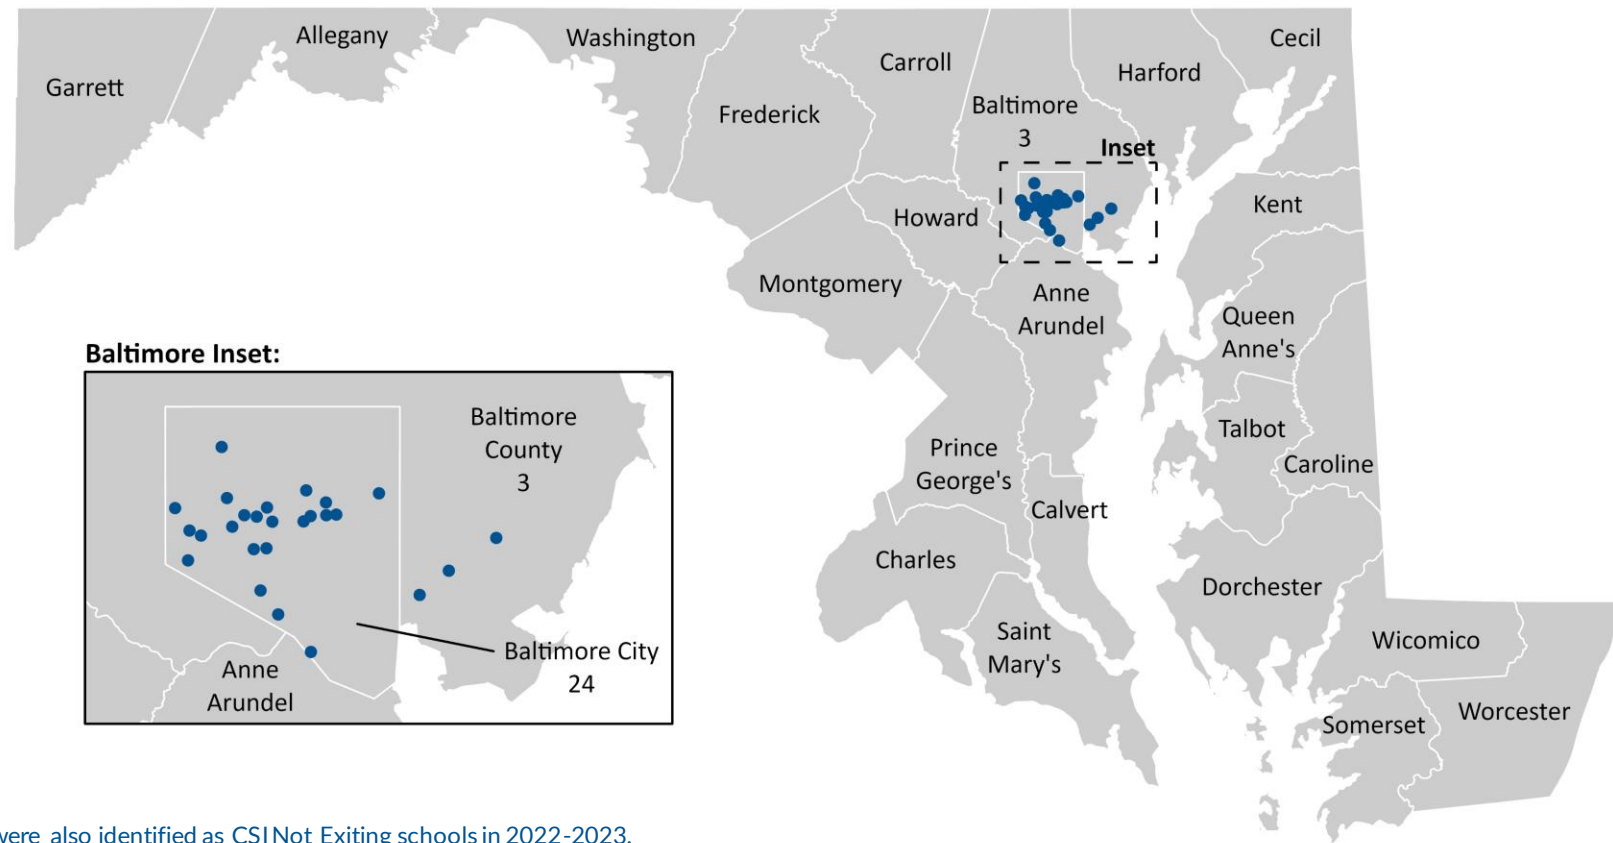 Garrett
Allegany
Washington
Frederick
Carroll
Baltimore
3
Harford
Cecil
Inset
Howard
Kent
Montgomery
Anne
Arundel
Queen
Anne's
Baltimore Inset:
Baltimore
County
3
Baltimore City
24
Anne
Arundel
Prince
George's
Talbot
Caroline
Calvert
Charles
Dorchester
Saint
Mary's
Wicomico
Somerset
Worcester
were also identified as CSI Not Exiting schools in 2022-2023.